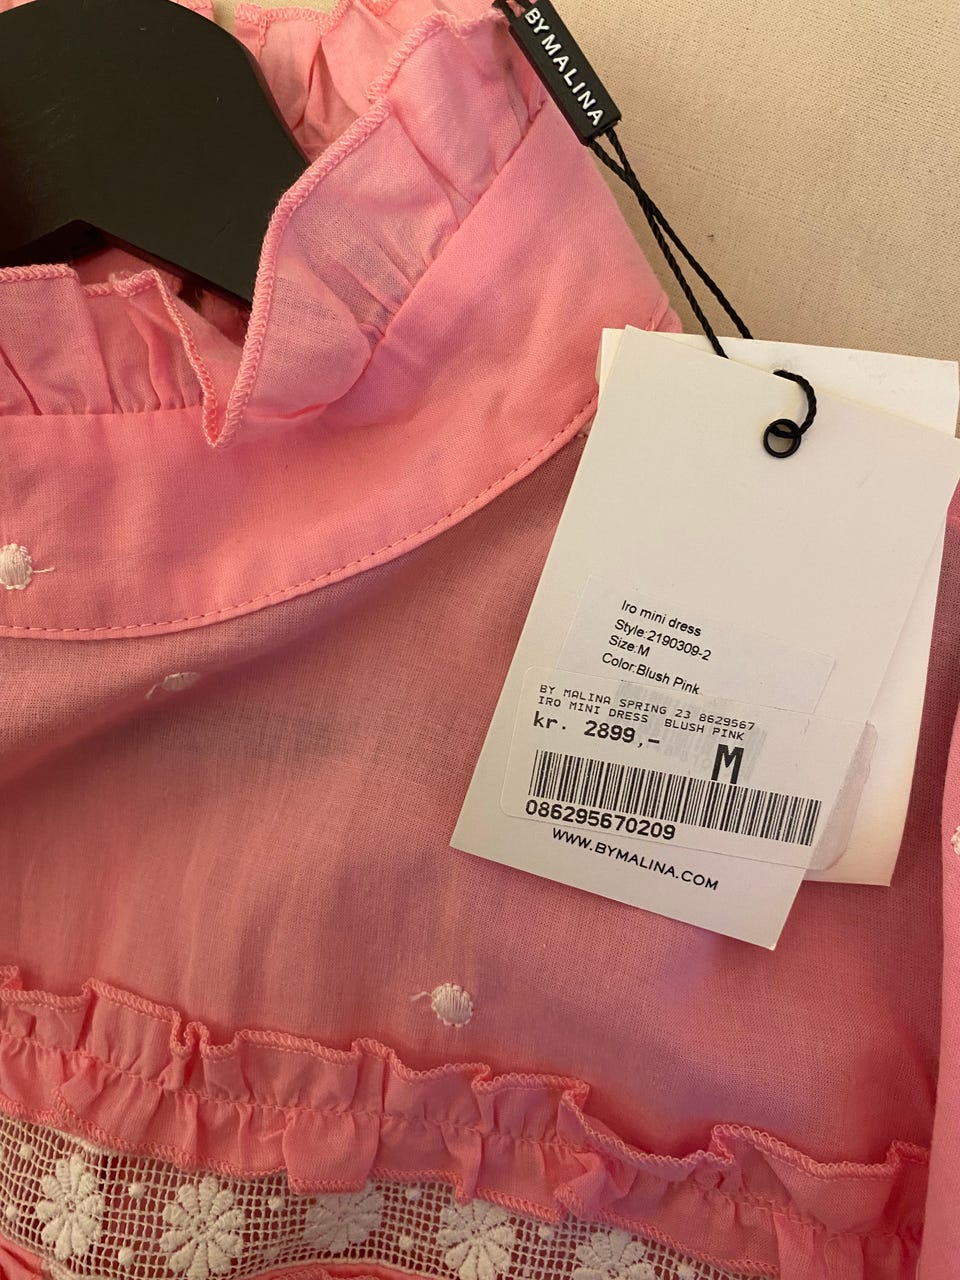 BYMALINA
Iro mini dress
Style:2190309-2
Size:M
Color:Blush Pink
BY MALINA SPRING 23 8629567
IRO MINI DRESS BLUSH PINK
kr. 2899,-
M
086295670209
WWW.BYMALINA.COM